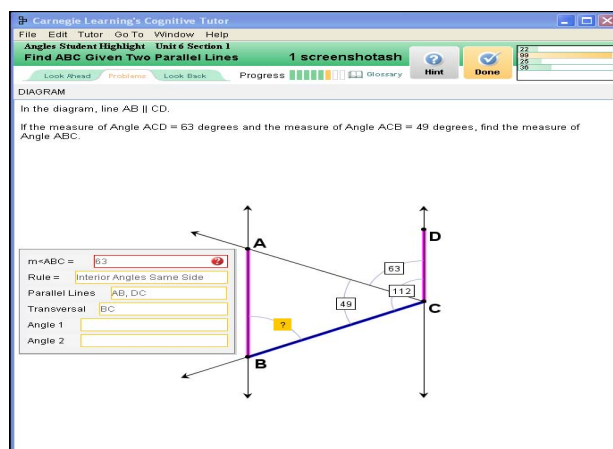 Carnegie Learning's Cognitive Tutor
File Edit Tutor Go To Window Help
Angles Student Highlight Unit 6 Section 1
Find ABC Given Two Parallel Lines 1 screenshotash
Hint
Done
22
99
25
36
Look Ahead Problems Look Back Progress Glossary
DIAGRAM
In the diagram, line AB || CD.
If the measure of Angle ACD = 63 degrees and the measure of Angle ACB = 49 degrees, find the measure of
Angle ABC.
A
D
m<ABC = 63 ?
Rule = Interior Angles Same Side
Parallel Lines AB, DC
Transversal BC
Angle 1
Angle 2
63
112
49
C
?
B